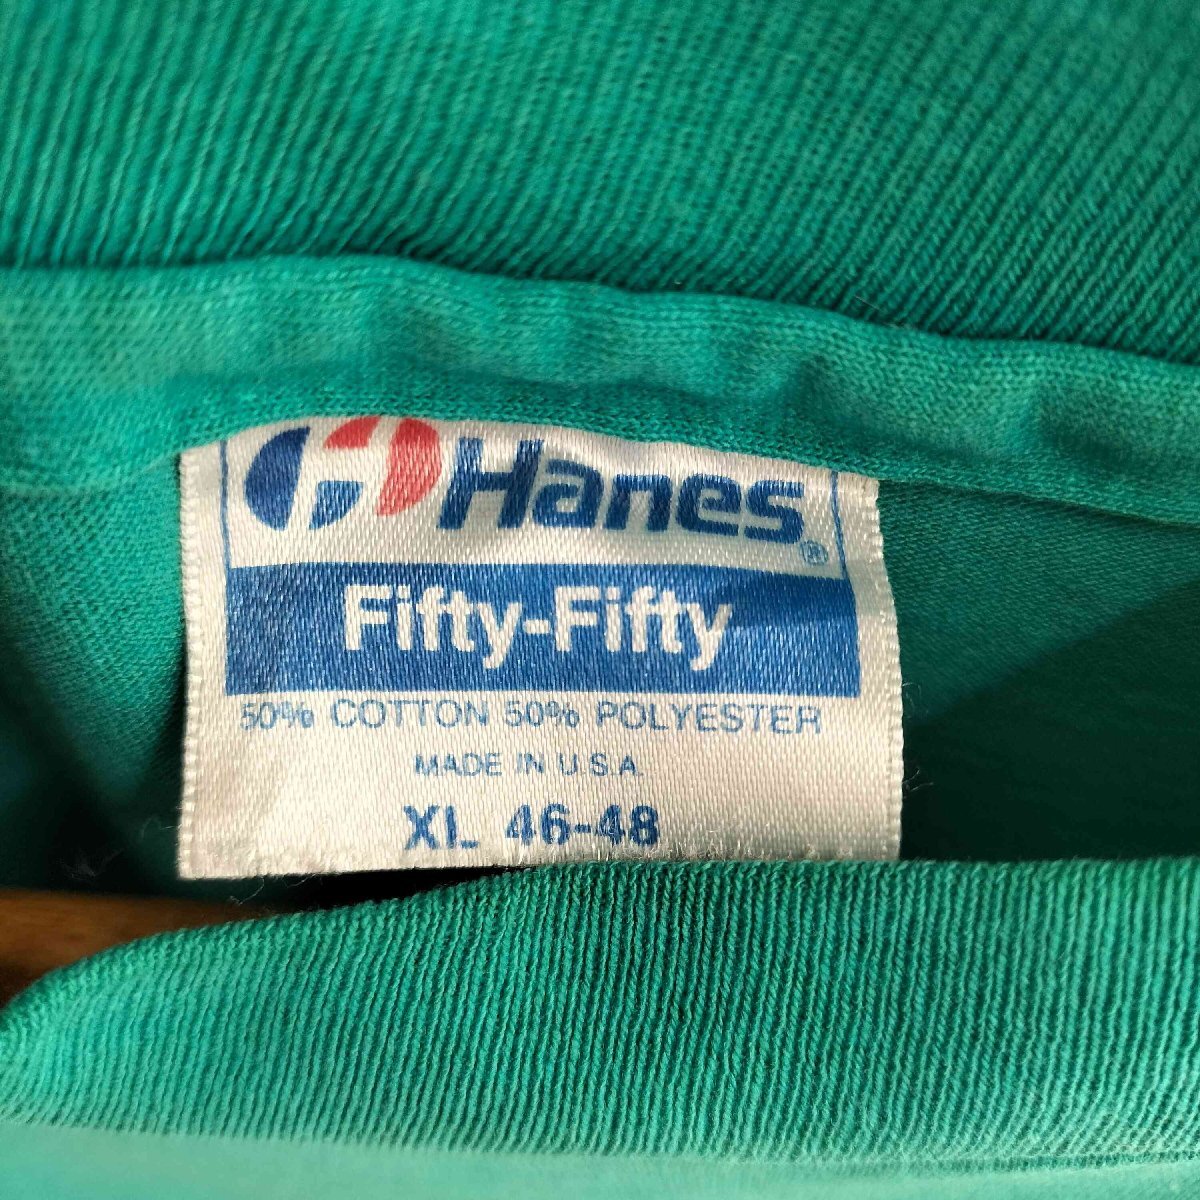 Hanes®
Fifty-Fifty
50% COTTON 50% POLYESTER
MADE IN U.S.A.
XL 46-48